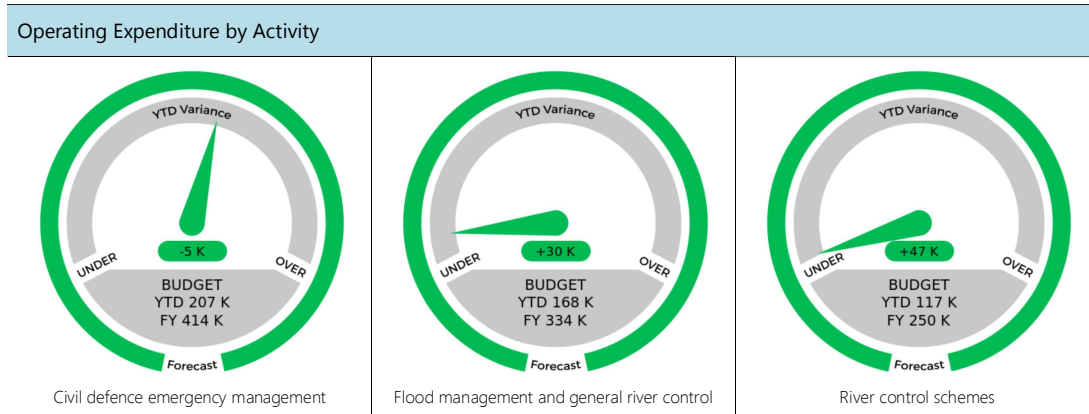 Operating Expenditure by Activity
YTD Variance
-5 K
UNDER
OVER
BUDGET
YTD 207 K
FY 414 K
Forecast
Civil defence emergency management
YTD Variance
+30 K
UNDER
OVER
BUDGET
YTD 168 K
FY 334 K
Forecast
Flood management and general river control
YTD Variance
+47 K
UNDER
OVER
BUDGET
YTD 117 K
FY 250 K
Forecast
River control schemes